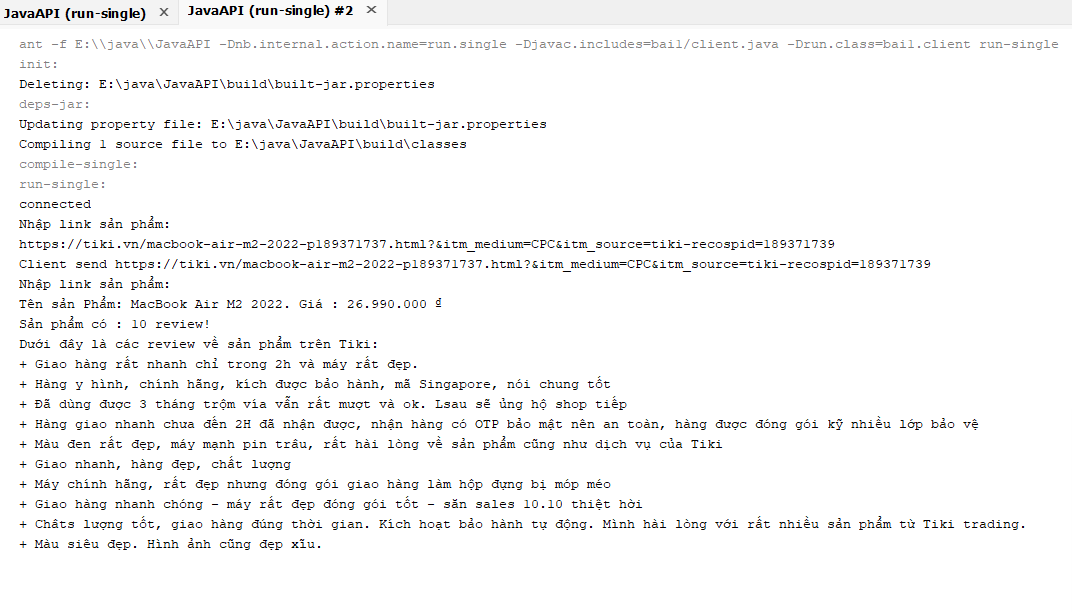 JavaAPI (run-single) × JavaAPI (run-single) #2 ×
ant -f E:\\java\\JavaAPI -Dnb.internal.action.name=run.single -Djavac.includes=bai1/client.java -Drun.class=bai1.client run-single
init:
Deleting: E:\java\JavaAPI\build\built-jar.properties
deps-jar:
Updating property file: E:\java\JavaAPI\build\built-jar.properties
Compiling 1 source file to E:\java\JavaAPI\build\classes
compile-single:
run-single:
connected
Nhập link sản phẩm:
https://tiki.vn/macbook-air-m2-2022-p189371737.html?&itm_medium=CPC&itm_source=tiki-recospid=189371739
Client send https://tiki.vn/macbook-air-m2-2022-p189371737.html?&itm_medium=CPC&itm_source=tiki-recospid=189371739
Nhập link sản phẩm:
Tên sản Phẩm: MacBook Air M2 2022. Giá : 26.990.000 ₫
Sản phẩm có : 10 review!
Dưới đây là các review về sản phẩm trên Tiki:
+ Giao hàng rất nhanh chỉ trong 2h và máy rất đẹp.
+ Hàng y hình, chính hãng, kích được bảo hành, mã Singapore, nói chung tốt
+ Đã dùng được 3 tháng trộm vía vẫn rất mượt và ok. Lsau sẽ ủng hộ shop tiếp
+ Hàng giao nhanh chưa đến 2H đã nhận được, nhận hàng có OTP bảo mật nên an toàn, hàng được đóng gói kỹ nhiều lớp bảo vệ
+ Màu đen rất đẹp, máy mạnh pin trâu, rất hài lòng về sản phẩm cũng như dịch vụ của Tiki
+ Giao nhanh, hàng đẹp, chất lượng
+ Máy chính hãng, rất đẹp nhưng đóng gói giao hàng làm hộp đựng bị móp méo
+ Giao hàng nhanh chóng - máy rất đẹp đóng gói tốt - săn sales 10.10 thiệt hời
+ Châts lượng tốt, giao hàng đúng thời gian. Kích hoạt bảo hành tự động. Mình hài lòng với rất nhiều sản phẩm từ Tiki trading.
+ Màu siêu đẹp. Hình ảnh cũng đẹp xĩu.